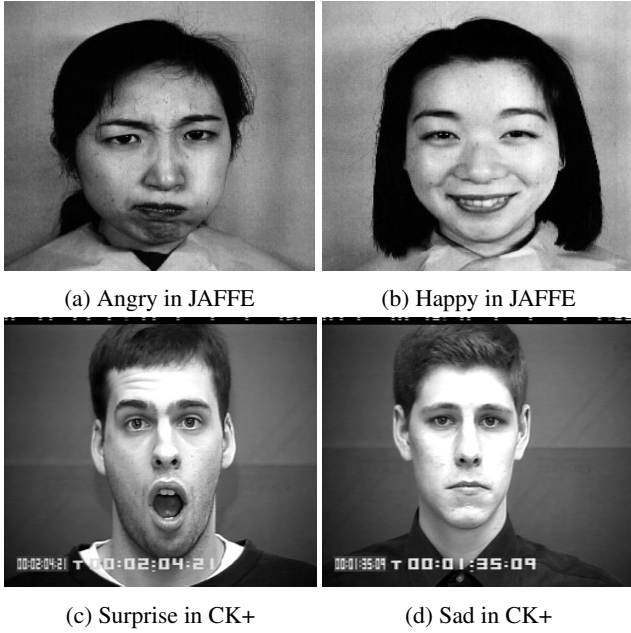 (a) Angry in JAFFE
(b) Happy in JAFFE
00:02:04:21 T 00:02:04:21
00:01:35:09 T 00:01:35:09
(c) Surprise in CK+
(d) Sad in CK+